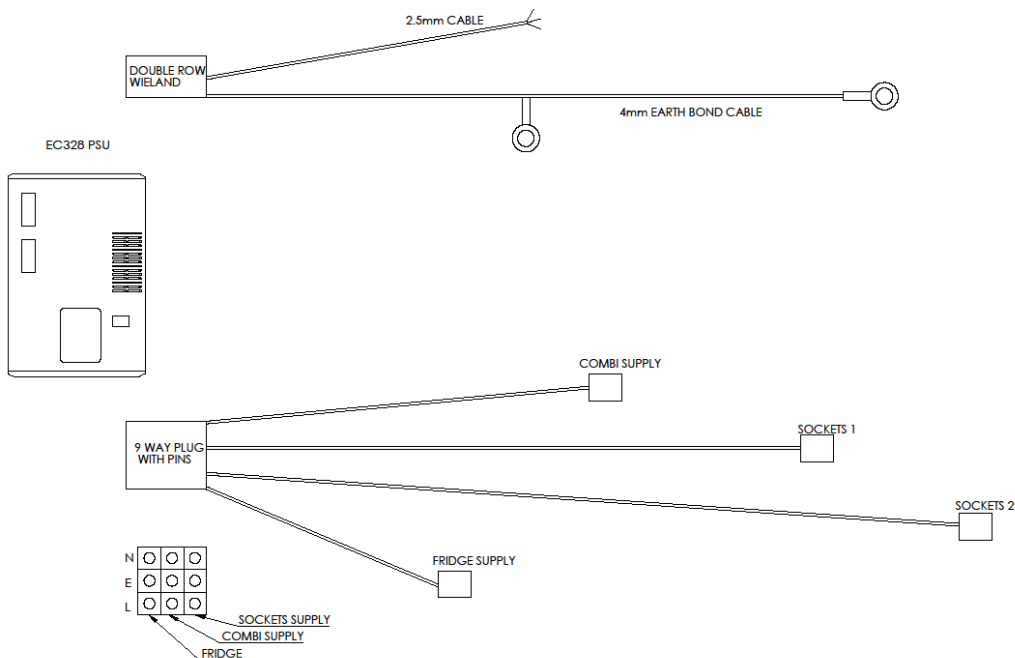 2.5mm CABLE
DOUBLE ROW
WIELAND
4mm EARTH BOND CABLE
EC328 PSU
COMBI SUPPLY
SOCKETS 1
9 WAY PLUG
WITH PINS
SOCKETS 2
FRIDGE SUPPLY
N
E
L
SOCKETS SUPPLY
COMBI SUPPLY
FRIDGE